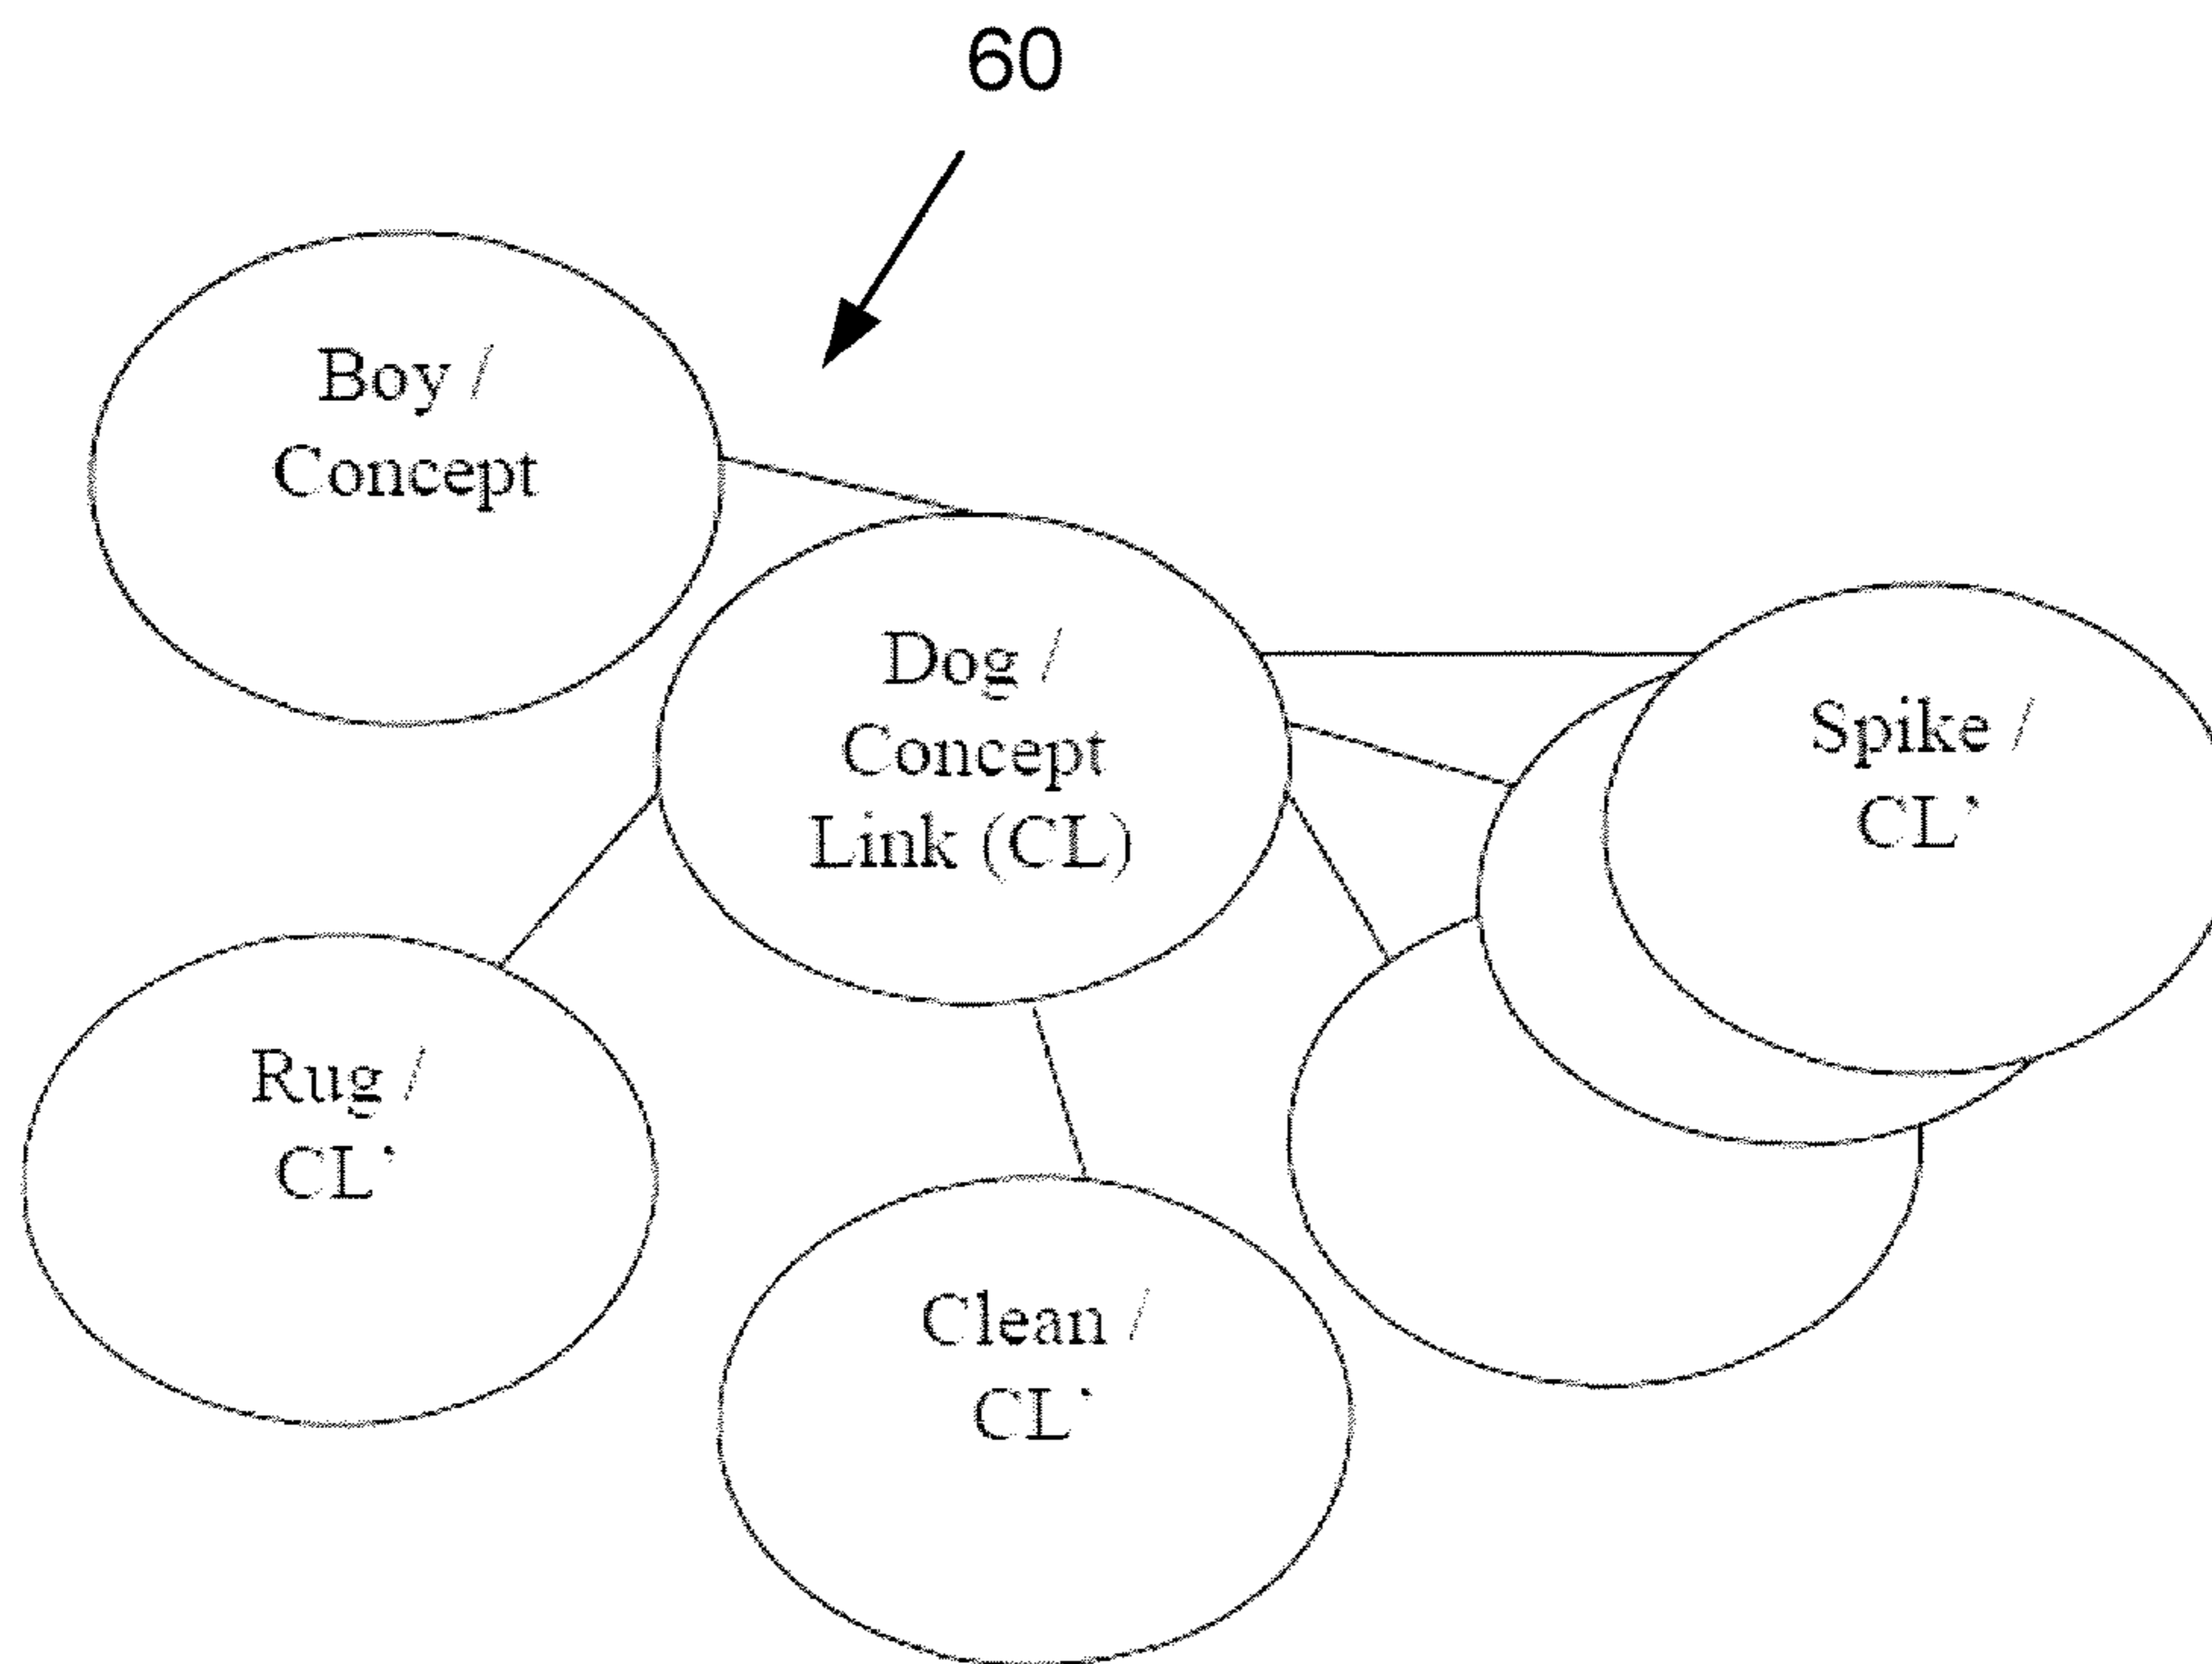 60
Boy /
Concept
Dog /
Concept
Link (CL)
Spike /
CL’
Rug /
CL’
Clean /
CL’